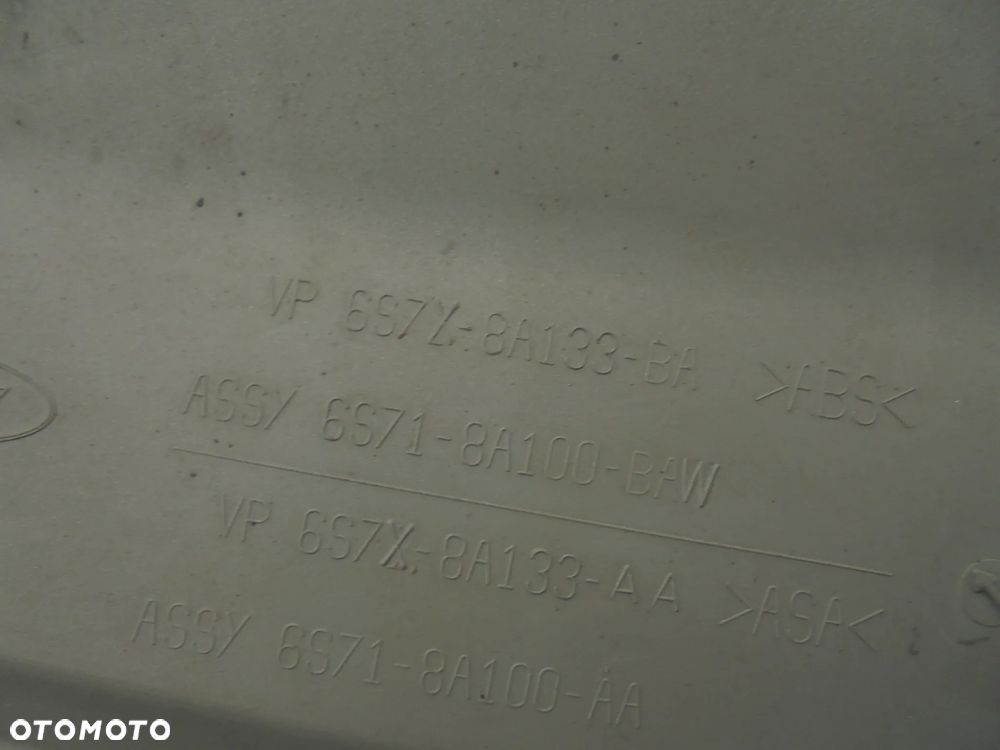 VP 6S7X-8A133-BA >ABS<
ASSY 6S71-8A100-BAW
VP 6S7X-8A133-AA >ASA<
ASSY 6S71-8A100-AA
OTOMOTO